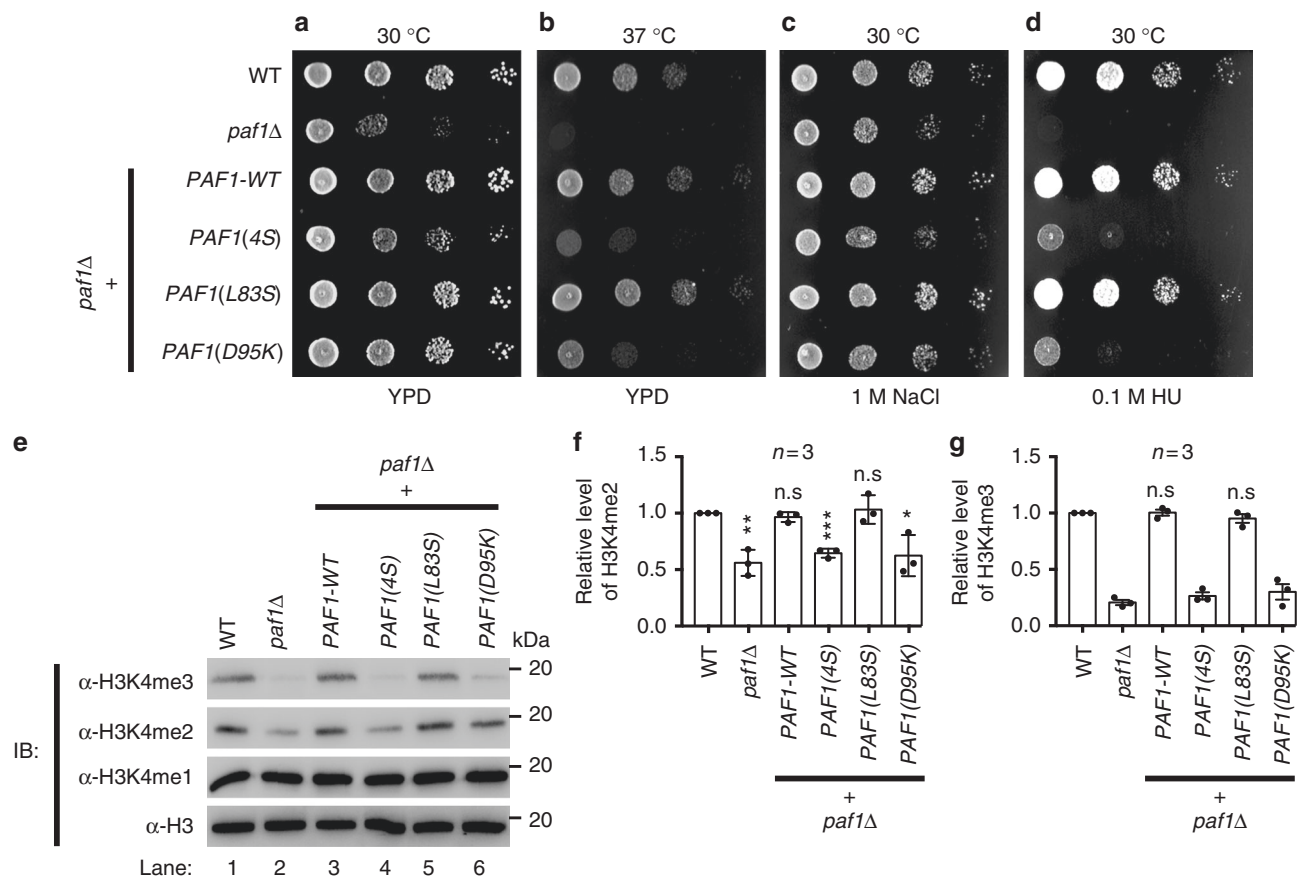 a b c d
30 °C 37 °C 30 °C 30 °C
WT
paf1Δ
PAF1-WT
PAF1(4S)
PAF1(L83S)
PAF1(D95K)
paf1Δ
+
YPD YPD 1 M NaCl 0.1 M HU
e
paf1Δ
+
WT paf1Δ PAF1-WT PAF1(4S) PAF1(L83S) PAF1(D95K) kDa
IB:
α-H3K4me3 20
α-H3K4me2 20
α-H3K4me1 20
α-H3 20
Lane: 1 2 3 4 5 6
f
n = 3
Relative level
of H3K4me2
1.5
1.0
0.5
0.0
** n.s *** n.s *
WT paf1Δ PAF1-WT PAF1(4S) PAF1(L83S) PAF1(D95K)
+
paf1Δ
g
n = 3
Relative level
of H3K4me3
1.5
1.0
0.5
0.0
n.s n.s
WT paf1Δ PAF1-WT PAF1(4S) PAF1(L83S) PAF1(D95K)
+
paf1Δ